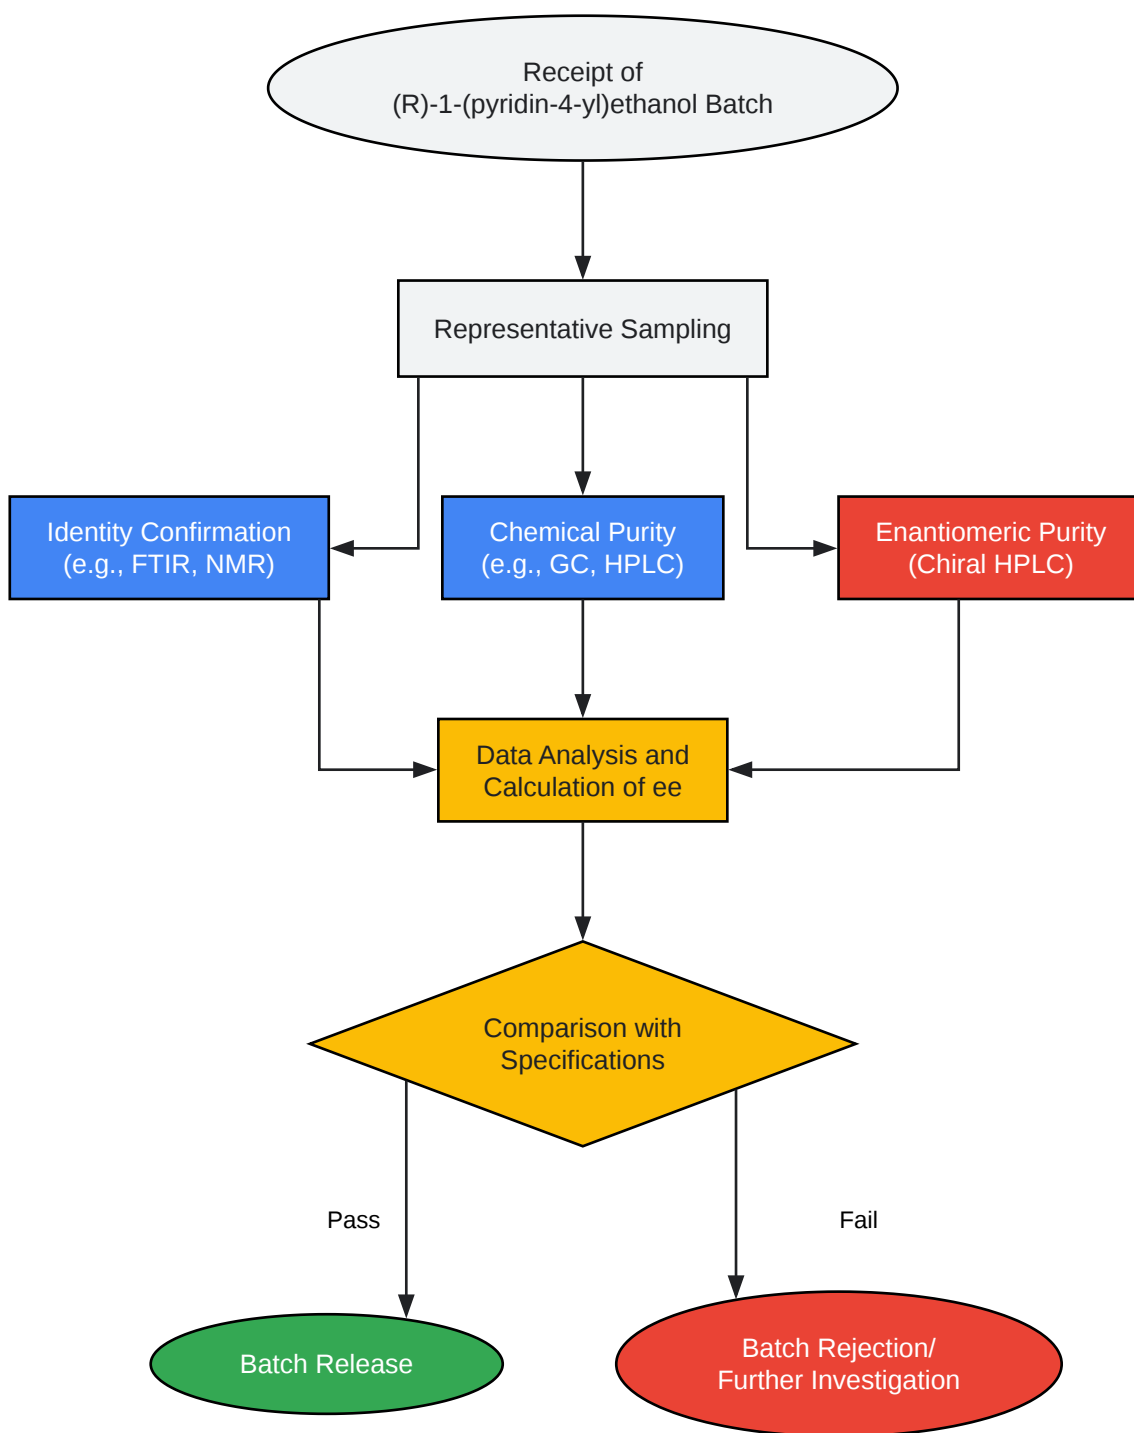 Receipt of
(R)-1-(pyridin-4-yl)ethanol Batch
Representative Sampling
Identity Confirmation
(e.g., FTIR, NMR)
Chemical Purity
(e.g., GC, HPLC)
Enantiomeric Purity
(Chiral HPLC)
Data Analysis and
Calculation of ee
Comparison with
Specifications
Pass
Fail
Batch Release
Batch Rejection/
Further Investigation